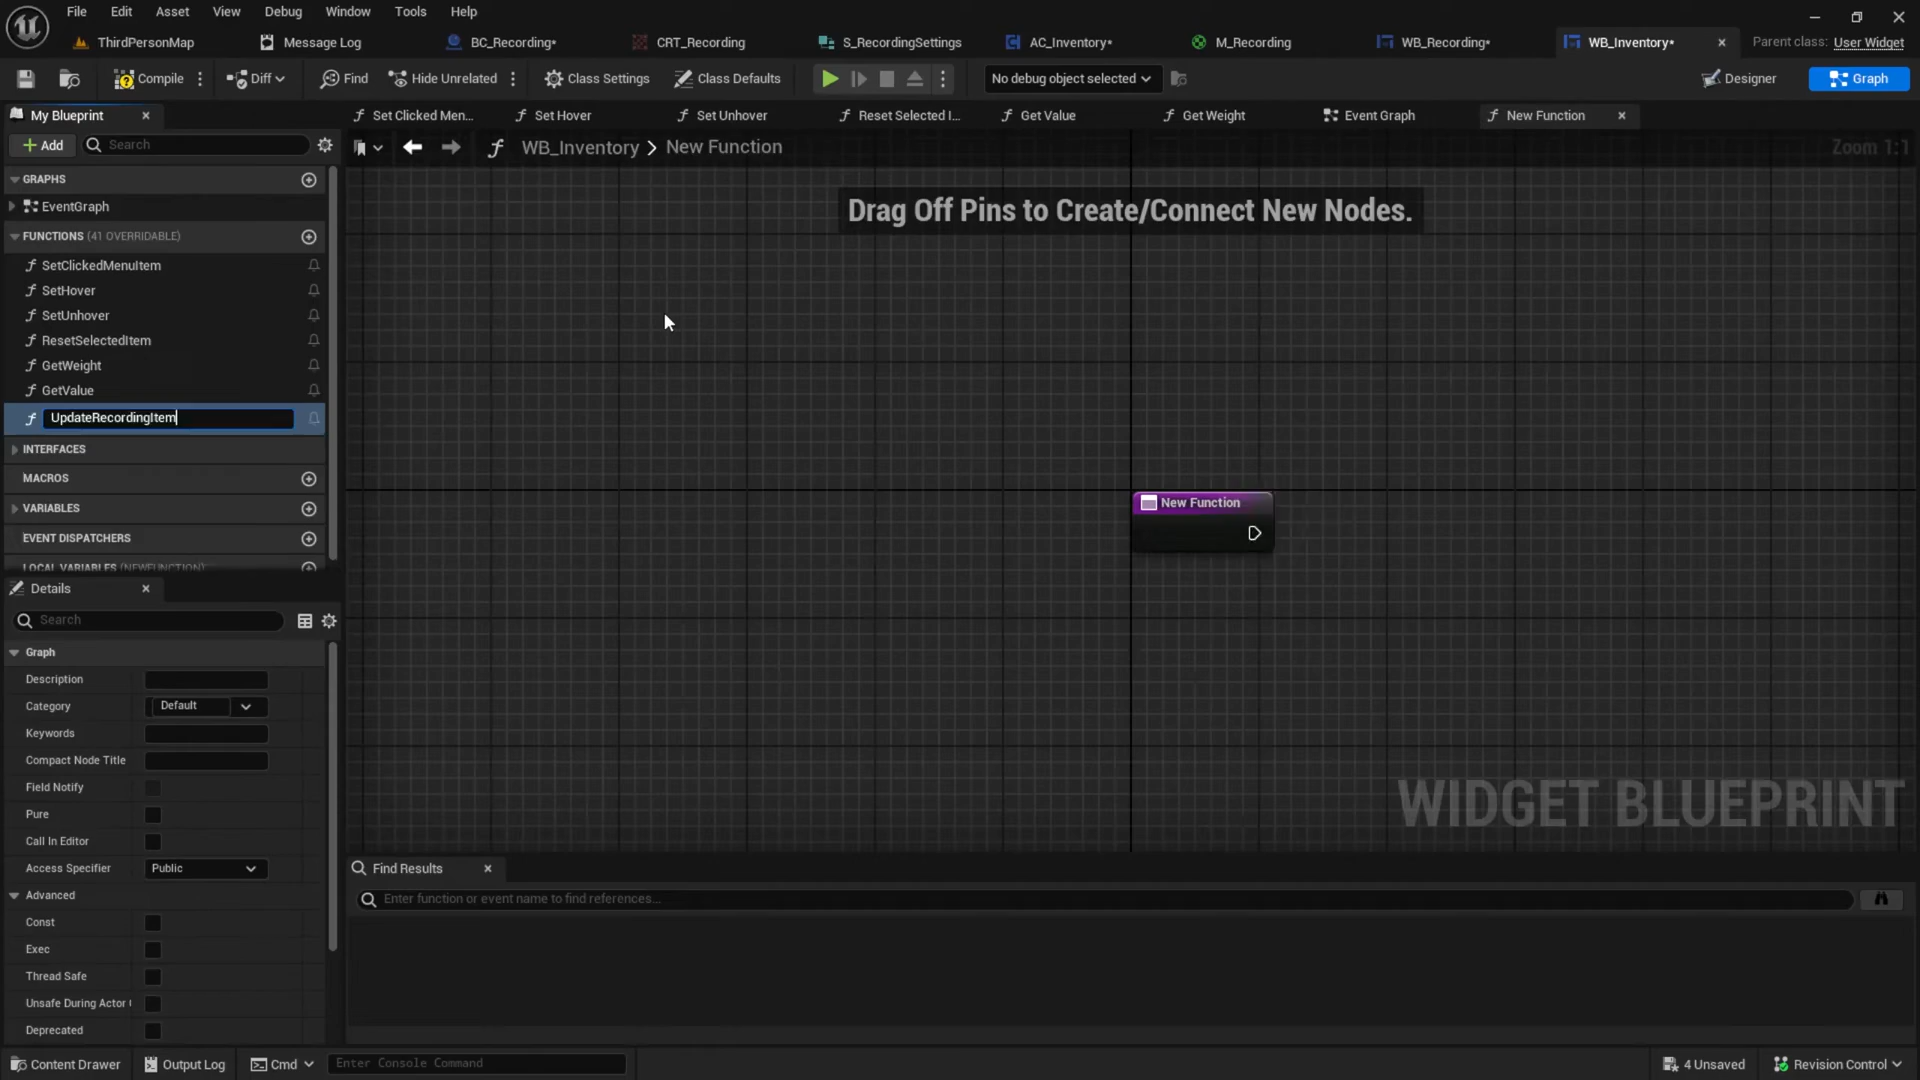 File Edit Asset View Debug Window Tools Help
ThirdPersonMap Message Log BC_Recording* CRT_Recording S_RecordingSettings AC_Inventory* M_Recording WB_Recording* WB_Inventory* Parent class: User Widget
Compile Diff Find Hide Unrelated Class Settings Class Defaults No debug object selected Designer Graph
My Blueprint Set Clicked Men... Set Hover Set Unhover Reset Selected I... Get Value Get Weight Event Graph New Function
Add Search WB_Inventory > New Function Zoom 1:1
GRAPHS
EventGraph
Drag Off Pins to Create/Connect New Nodes.
FUNCTIONS (41 OVERRIDABLE)
SetClickedMenuItem
SetHover
SetUnhover
ResetSelectedItem
GetWeight
GetValue
UpdateRecordingItem
INTERFACES
MACROS
New Function
VARIABLES
EVENT DISPATCHERS
LOCAL VARIABLES (NEWFUNCTION)
Details
Search
Graph
Description
Category Default
Keywords
Compact Node Title
Field Notify
Pure
WIDGET BLUEPRINT
Call In Editor
Access Specifier Public
Find Results
Advanced
Enter function or event name to find references...
Const
Exec
Thread Safe
Unsafe During Actor
Deprecated
Content Drawer Output Log Cmd Enter Console Command 4 Unsaved Revision Control